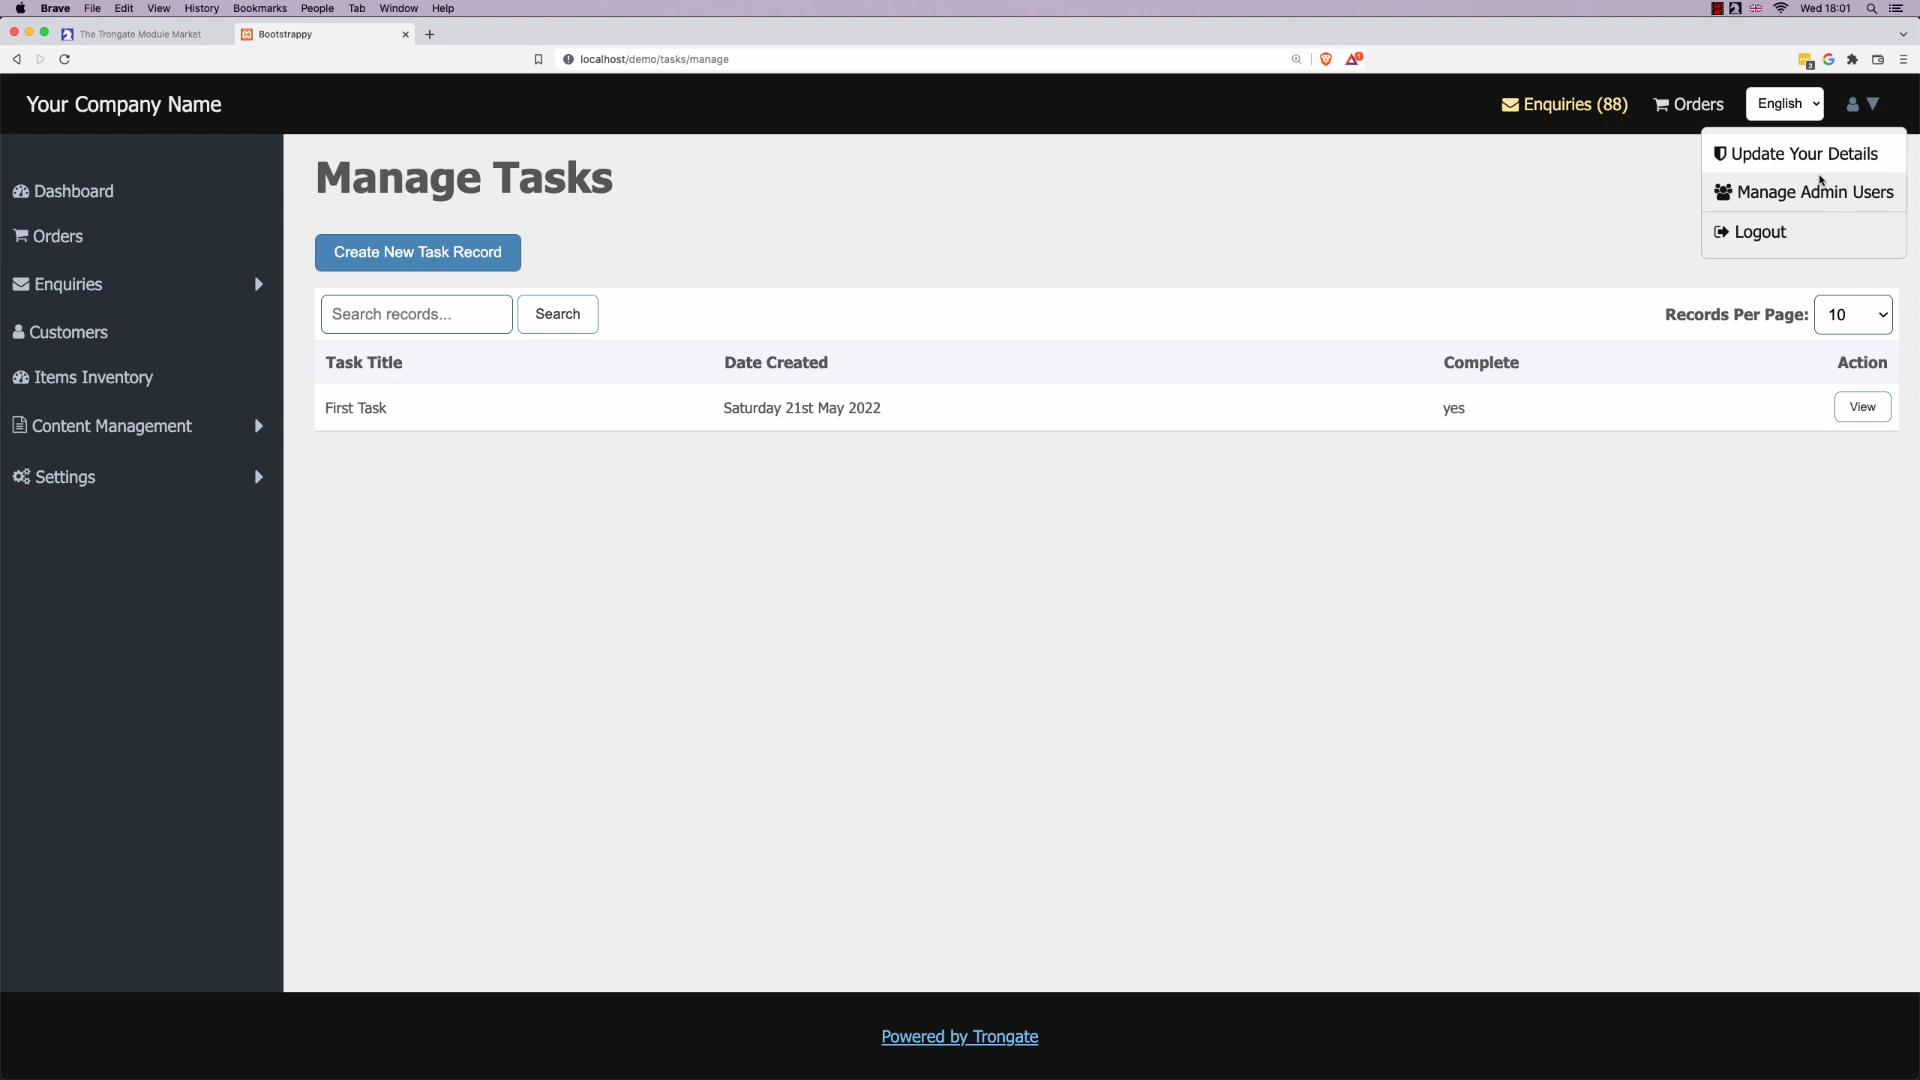 Brave File Edit View History Bookmarks People Tab Window Help Wed 18:01
The Trongate Module Market Bootstrappy
localhost/demo/tasks/manage 1 3
Your Company Name Enquiries (88) Orders English
Update Your Details
Manage Admin Users
Logout
Dashboard
Orders
Enquiries
Customers
Items Inventory
Content Management
Settings
Manage Tasks
Create New Task Record
Search records... Search Records Per Page: 10
Task Title Date Created Complete Action
First Task Saturday 21st May 2022 yes View
Powered by Trongate